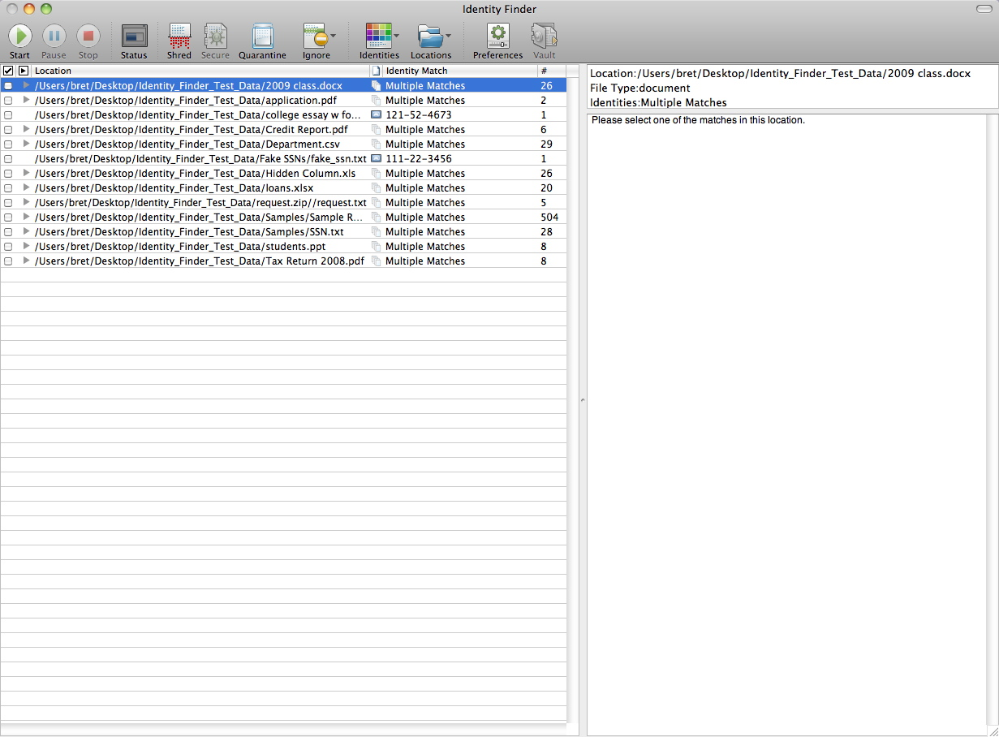 Identity Finder
Start Pause Stop Status Shred Secure Quarantine Ignore Identities Locations Preferences Vault
Location Identity Match #
/Users/bret/Desktop/Identity_Finder_Test_Data/2009 class.docx Multiple Matches 26
/Users/bret/Desktop/Identity_Finder_Test_Data/application.pdf Multiple Matches 2
/Users/bret/Desktop/Identity_Finder_Test_Data/college essay w fo... 121-52-4673 1
/Users/bret/Desktop/Identity_Finder_Test_Data/Credit Report.pdf Multiple Matches 6
/Users/bret/Desktop/Identity_Finder_Test_Data/Department.csv Multiple Matches 29
/Users/bret/Desktop/Identity_Finder_Test_Data/Fake SSNs/fake_ssn.txt 111-22-3456 1
/Users/bret/Desktop/Identity_Finder_Test_Data/Hidden Column.xls Multiple Matches 26
/Users/bret/Desktop/Identity_Finder_Test_Data/loans.xlsx Multiple Matches 20
/Users/bret/Desktop/Identity_Finder_Test_Data/request.zip//request.txt Multiple Matches 5
/Users/bret/Desktop/Identity_Finder_Test_Data/Samples/Sample R... Multiple Matches 504
/Users/bret/Desktop/Identity_Finder_Test_Data/Samples/SSN.txt Multiple Matches 28
/Users/bret/Desktop/Identity_Finder_Test_Data/students.ppt Multiple Matches 8
/Users/bret/Desktop/Identity_Finder_Test_Data/Tax Return 2008.pdf Multiple Matches 8
Location:/Users/bret/Desktop/Identity_Finder_Test_Data/2009 class.docx
File Type:document
Identities:Multiple Matches
Please select one of the matches in this location.